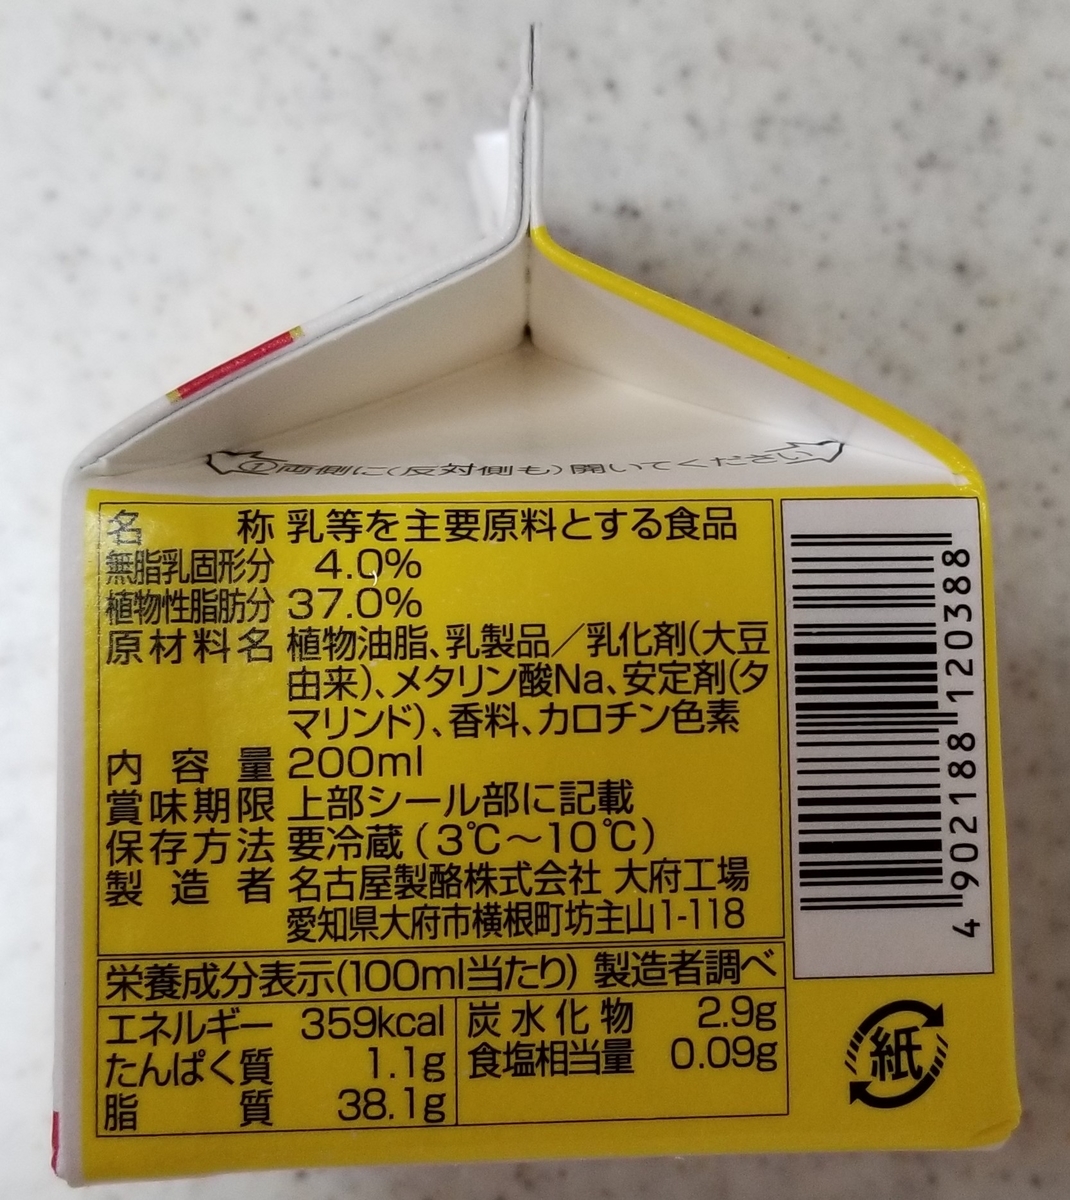 ①両側に(反対側も)開いてください
名称 乳等を主要原料とする食品
無脂乳固形分 4.0%
植物性脂肪分 37.0%
原材料名 植物油脂、乳製品／乳化剤(大豆
由来)、メタリン酸Na、安定剤(タ
マリンド)、香料、カロチン色素
内容量 200ml
賞味期限 上部シール部に記載
保存方法 要冷蔵(3℃～10℃)
製造者 名古屋製酪株式会社 大府工場
愛知県大府市横根町坊主山1-118
栄養成分表示(100ml当たり) 製造者調べ
エネルギー 359kcal
たんぱく質 1.1g
脂質 38.1g
炭水化物 2.9g
食塩相当量 0.09g
4 902188 120388
紙